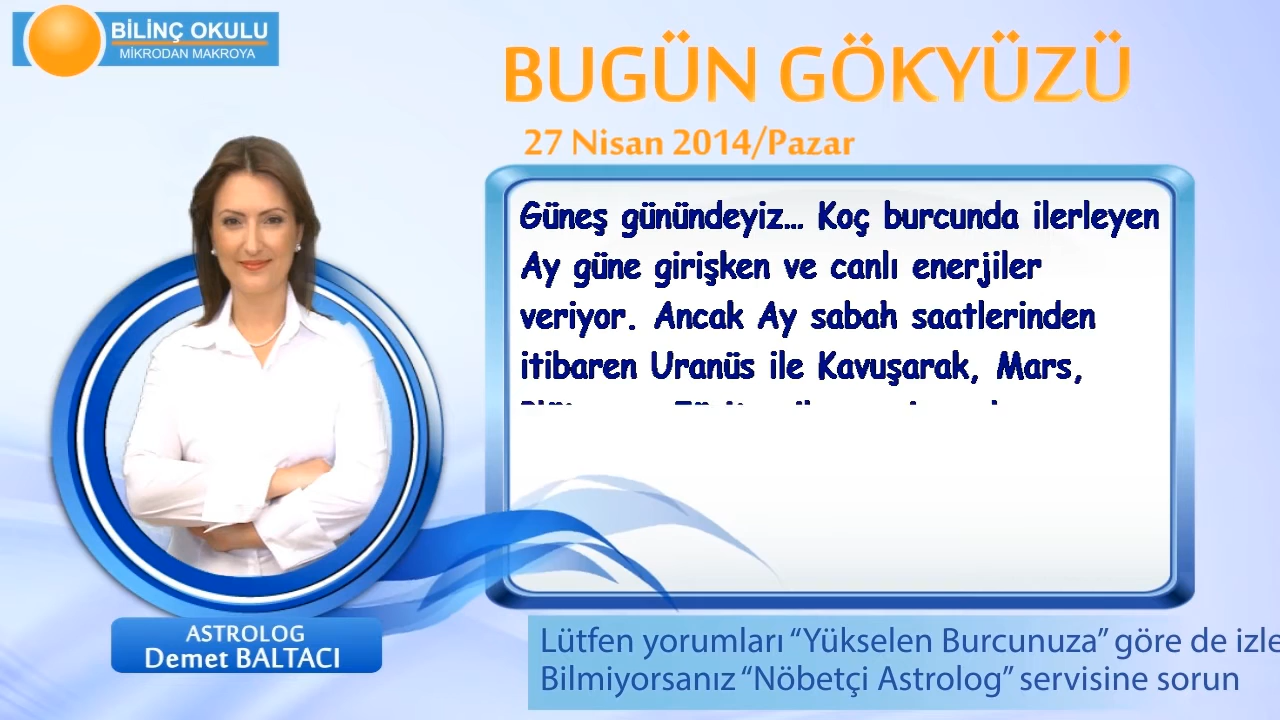 BİLİNÇ OKULU
MİKRODAN MAKROYA
BUGÜN GÖKYÜZÜ
27 Nisan 2014/Pazar
Güneş günündeyiz... Koç burcunda ilerleyen
Ay güne girişken ve canlı enerjiler
veriyor. Ancak Ay sabah saatlerinden
itibaren Uranüs ile Kavuşarak, Mars,
ASTROLOG
Demet BALTACI
Lütfen yorumları “Yükselen Burcunuza” göre de izle
Bilmiyorsanız “Nöbetçi Astrolog” servisine sorun